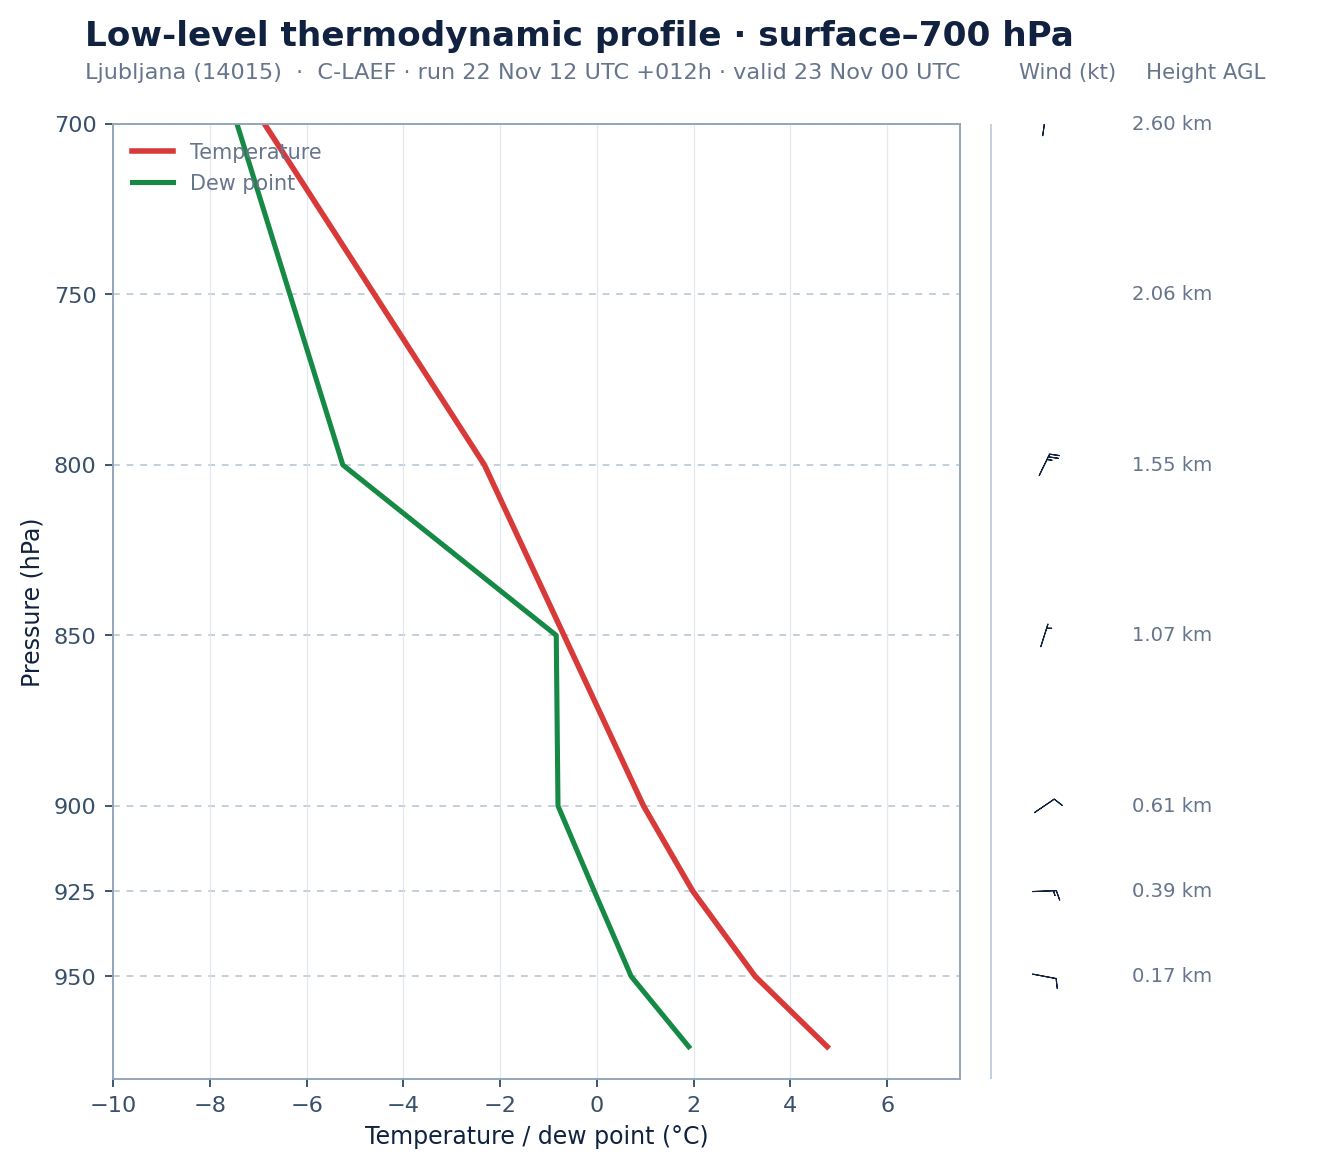 Low-level thermodynamic profile · surface–700 hPa
Ljubljana (14015)  ·  C-LAEF · run 22 Nov 12 UTC +012h · valid 23 Nov 00 UTC
Wind (kt)
Height AGL
Temperature
Dew point
700
750
800
850
900
925
950
Pressure (hPa)
2.60 km
2.06 km
1.55 km
1.07 km
0.61 km
0.39 km
0.17 km
−10 −8 −6 −4 −2 0 2 4 6
Temperature / dew point (°C)